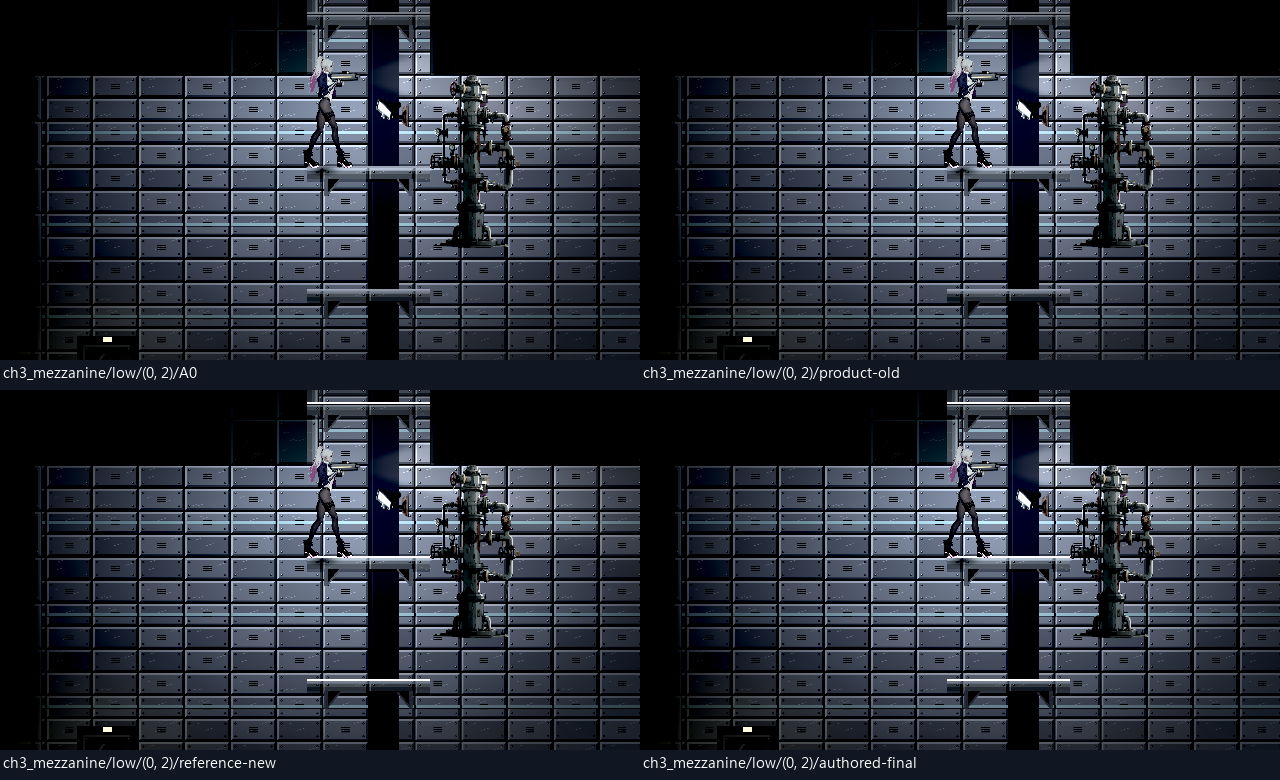 ch3_mezzanine/low/(0, 2)/A0
ch3_mezzanine/low/(0, 2)/product-old
ch3_mezzanine/low/(0, 2)/reference-new
ch3_mezzanine/low/(0, 2)/authored-final